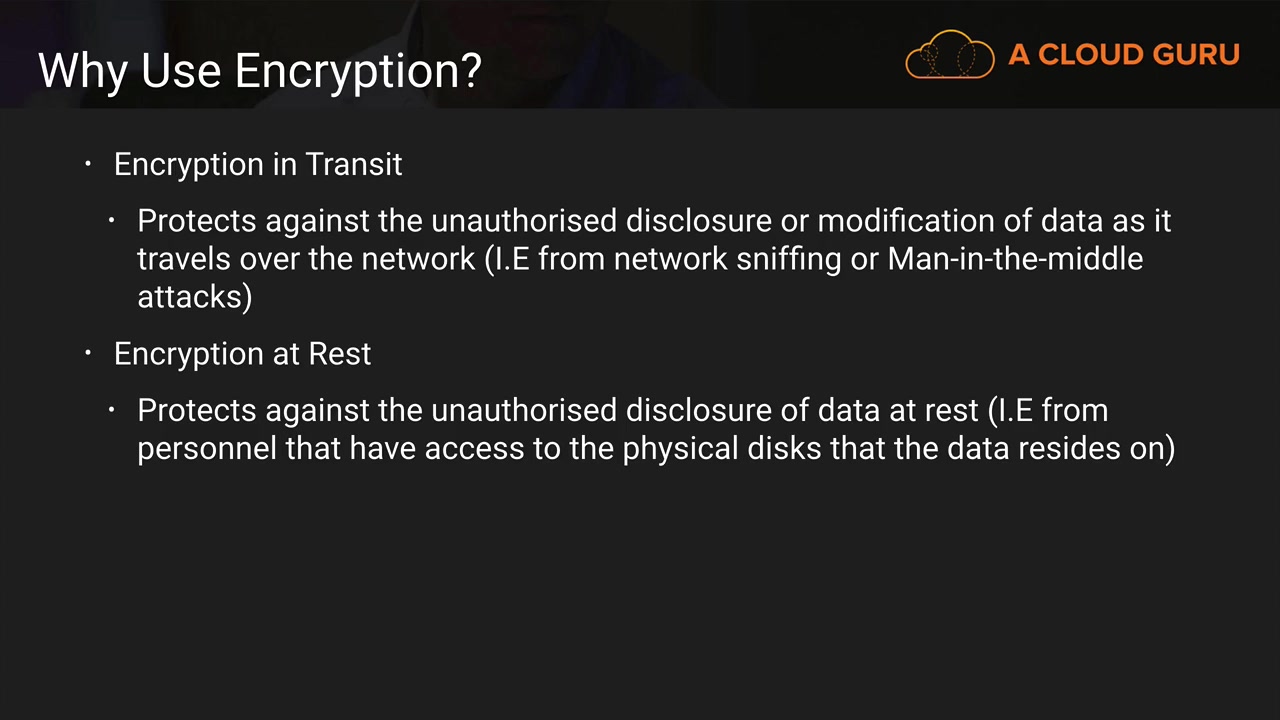 Why Use Encryption?
A CLOUD GURU
· Encryption in Transit
· Protects against the unauthorised disclosure or modification of data as it
travels over the network (I.E from network sniffing or Man-in-the-middle
attacks)
· Encryption at Rest
· Protects against the unauthorised disclosure of data at rest (I.E from
personnel that have access to the physical disks that the data resides on)